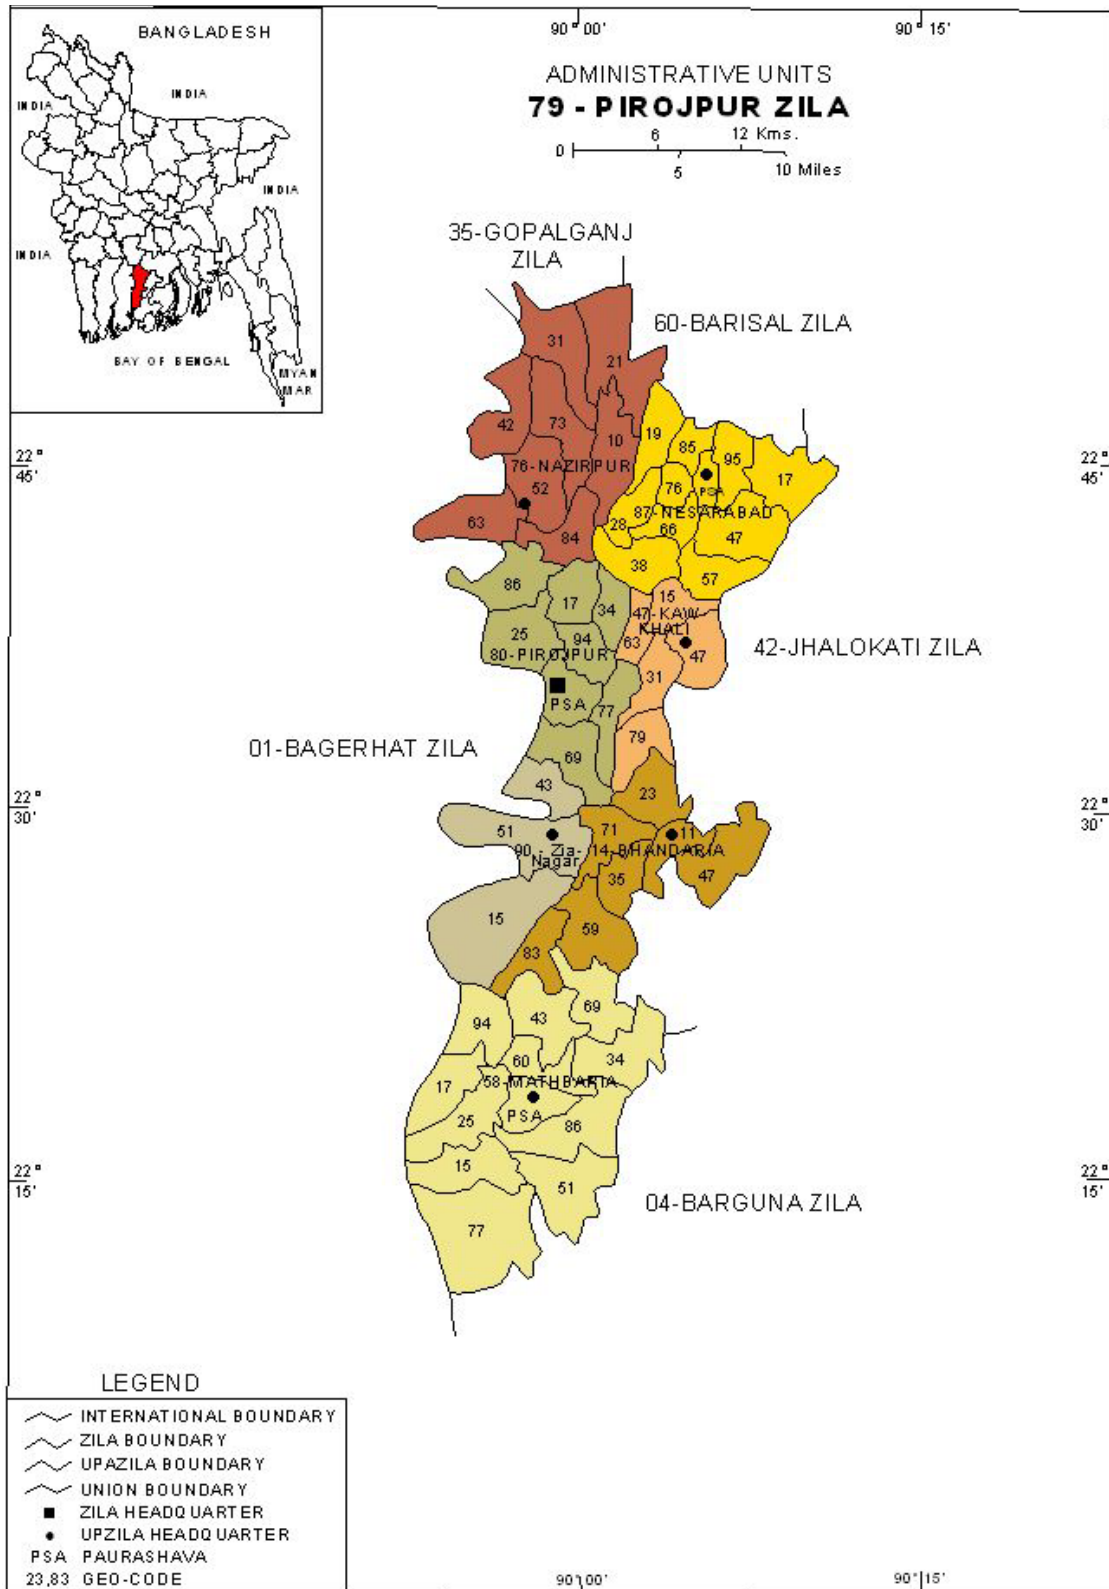 BANGLADESH
INDIA
INDIA
INDIA
INDIA
BAY OF BENGAL
MYAN
MAR
90°00'
90°15'
ADMINISTRATIVE UNITS
79 - PIROJPUR ZILA
6 12 Kms.
0
5 10 Miles
35-GOPALGANJ
ZILA
60-BARISAL ZILA
31
21
42
73
10
76-NAZIRPUR
52
63
84
19
85
95
17
76
PSA
87-NESARABAD
28
66
47
38
57
22°
45'
22°
45'
86
17
34
25
94
80-PIROJPUR
PSA
77
69
15
47-KAW
KHALI
63
47
31
79
42-JHALOKATI ZILA
01-BAGERHAT ZILA
43
23
22°
30'
22°
30'
51
71
11
90 - Zia-
Nagar
14-BHANDARIA
35
47
15
59
83
69
94
43
34
60
17
58-MATHBARIA
25
PSA
86
15
51
77
22°
15'
22°
15'
04-BARGUNA ZILA
LEGEND
INTERNATIONAL BOUNDARY
ZILA BOUNDARY
UPAZILA BOUNDARY
UNION BOUNDARY
ZILA HEADQUARTER
UPZILA HEADQUARTER
PSA PAURASHAVA
23,83 GEO-CODE
90°00'
90°15'